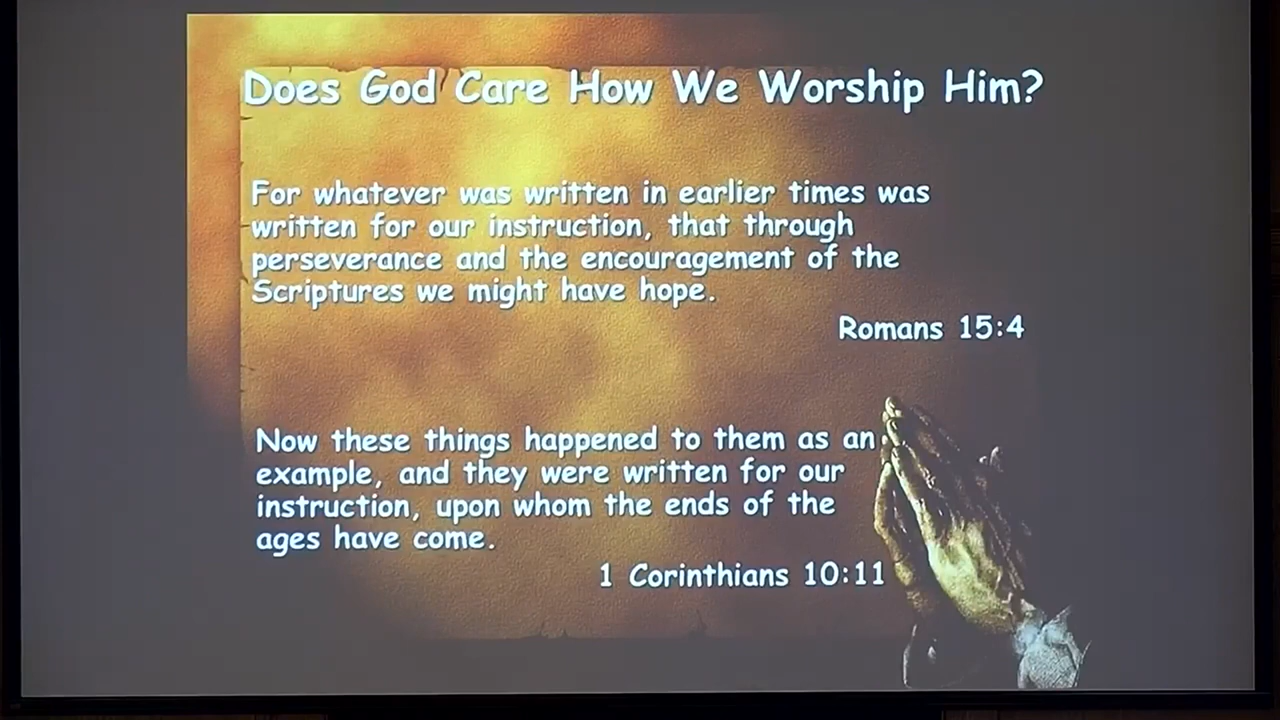 Does God Care How We Worship Him?
For whatever was written in earlier times was
written for our instruction, that through
perseverance and the encouragement of the
Scriptures we might have hope.
Romans 15:4
Now these things happened to them as an
example, and they were written for our
instruction, upon whom the ends of the
ages have come.
1 Corinthians 10:11